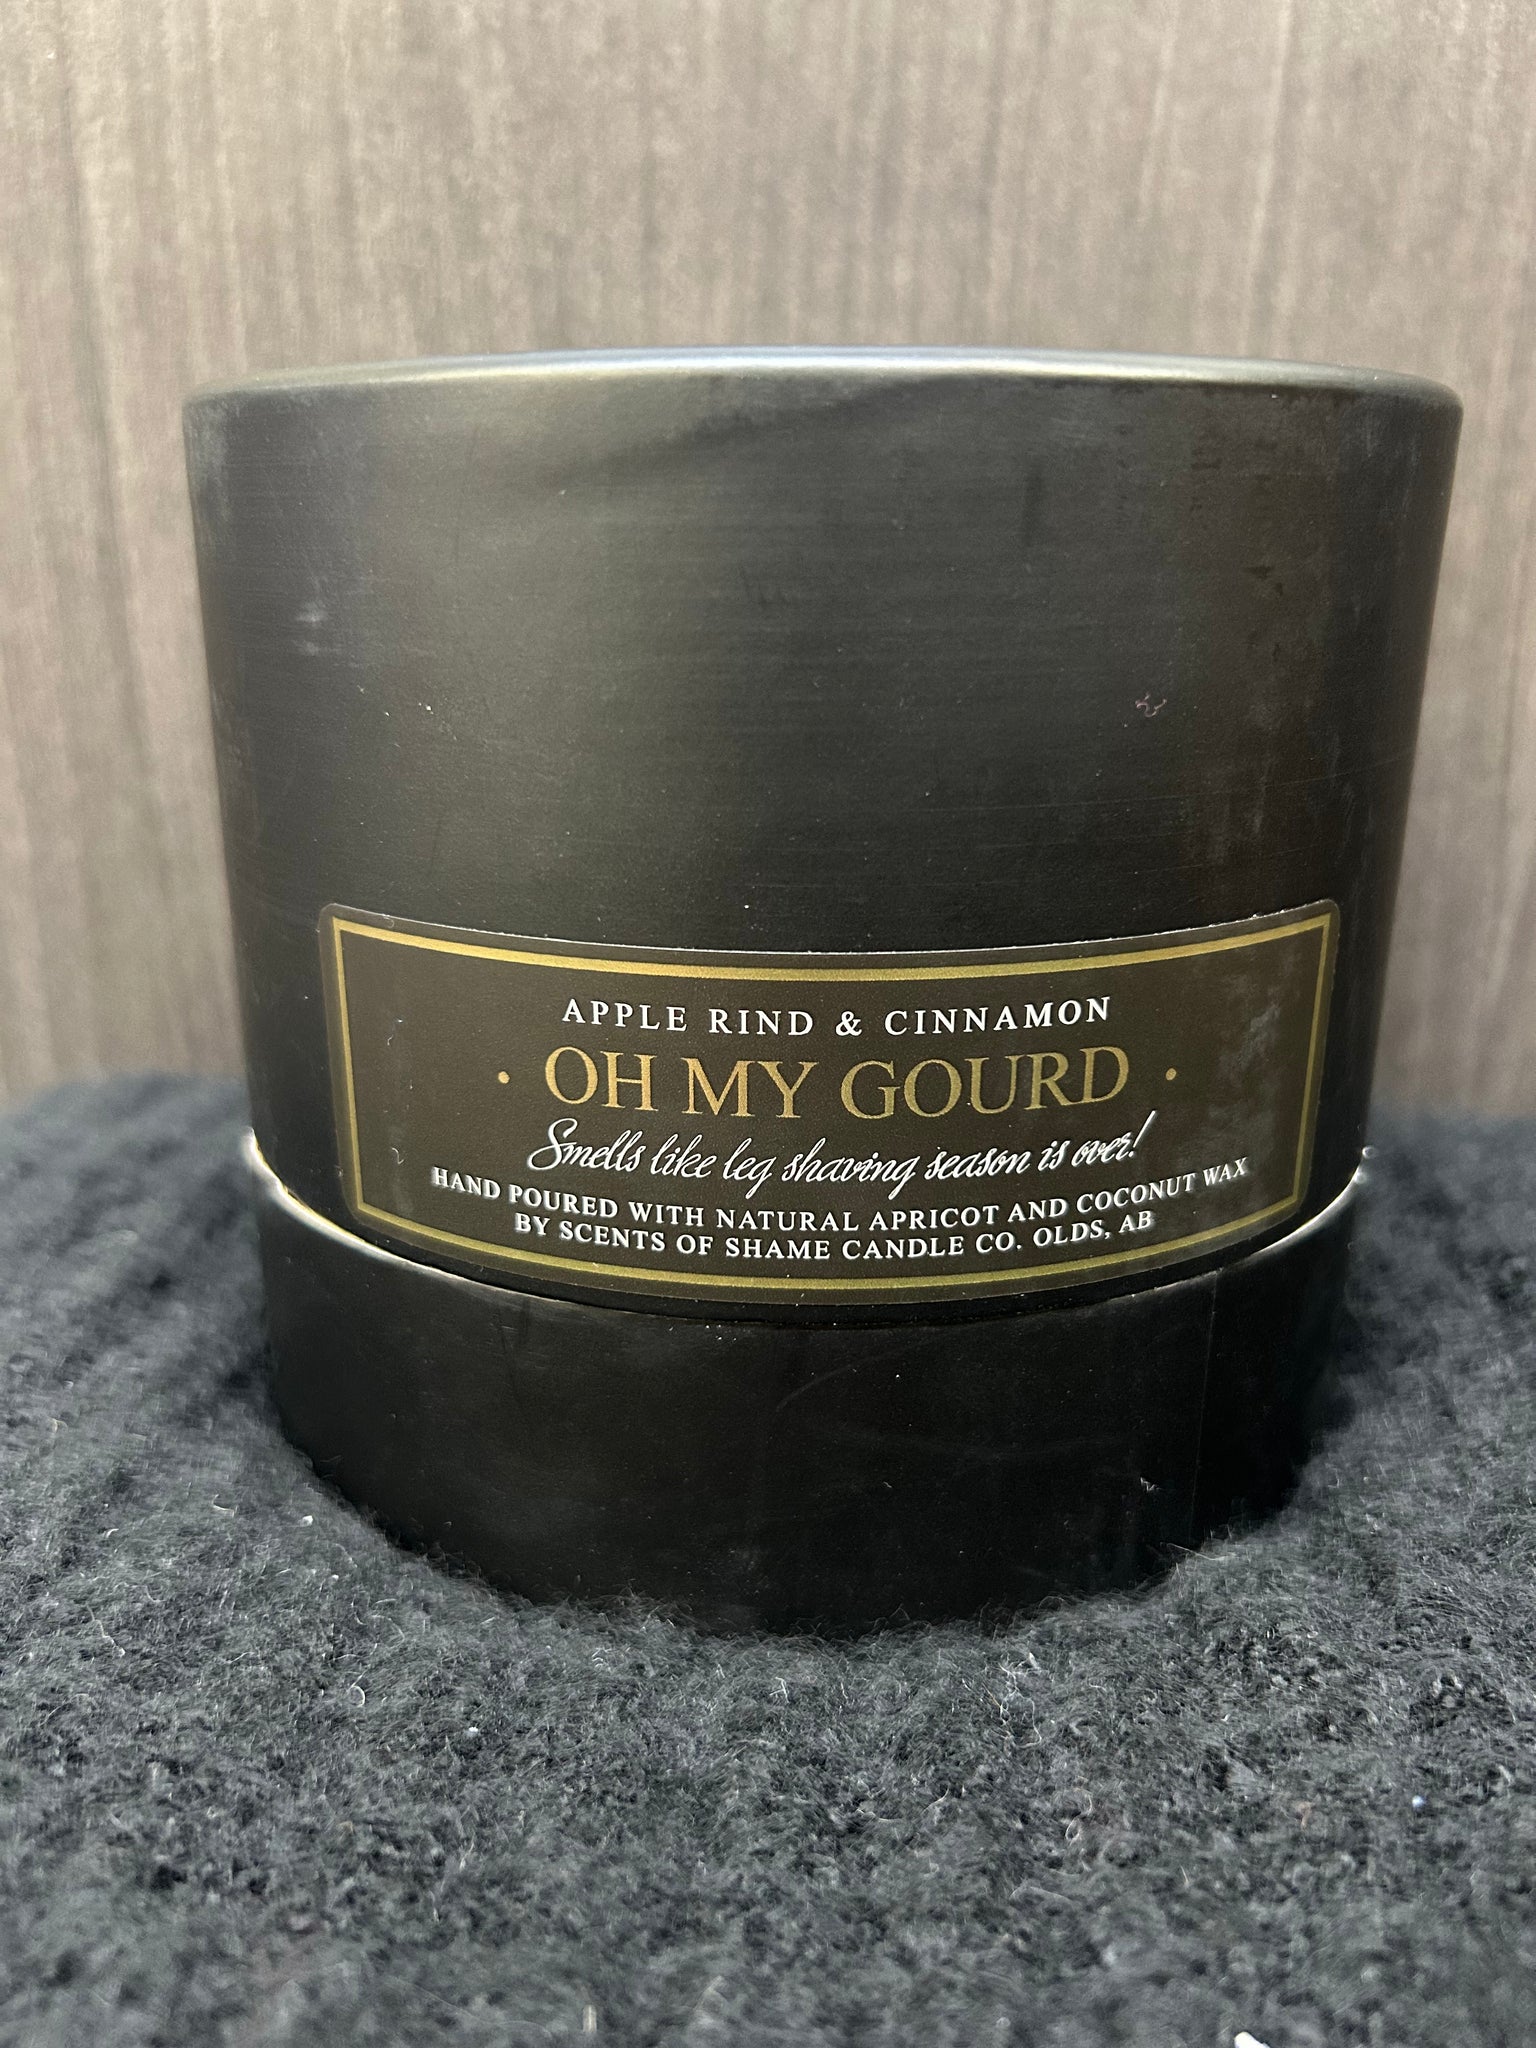 APPLE RIND & CINNAMON
• OH MY GOURD •
Smells like leg shaving season is over!
HAND POURED WITH NATURAL APRICOT AND COCONUT WAX
BY SCENTS OF SHAME CANDLE CO. OLDS, AB